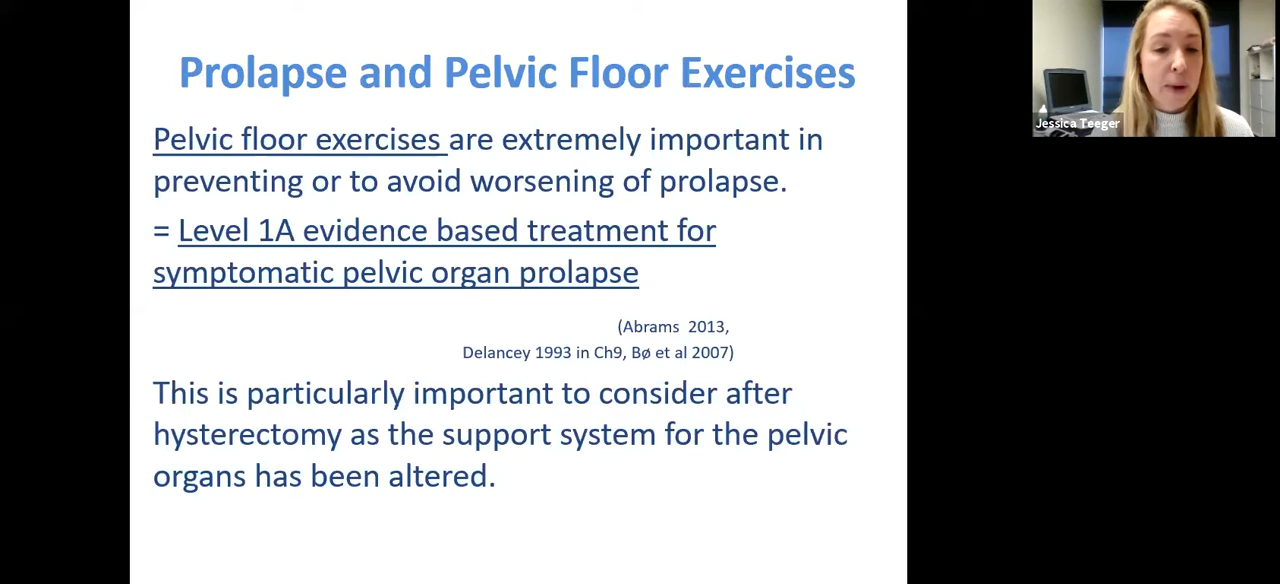 Prolapse and Pelvic Floor Exercises
Pelvic floor exercises are extremely important in
preventing or to avoid worsening of prolapse.
= Level 1A evidence based treatment for
symptomatic pelvic organ prolapse
(Abrams 2013,
Delancey 1993 in Ch9, Bø et al 2007)
This is particularly important to consider after
hysterectomy as the support system for the pelvic
organs has been altered.
Jessica Teeger